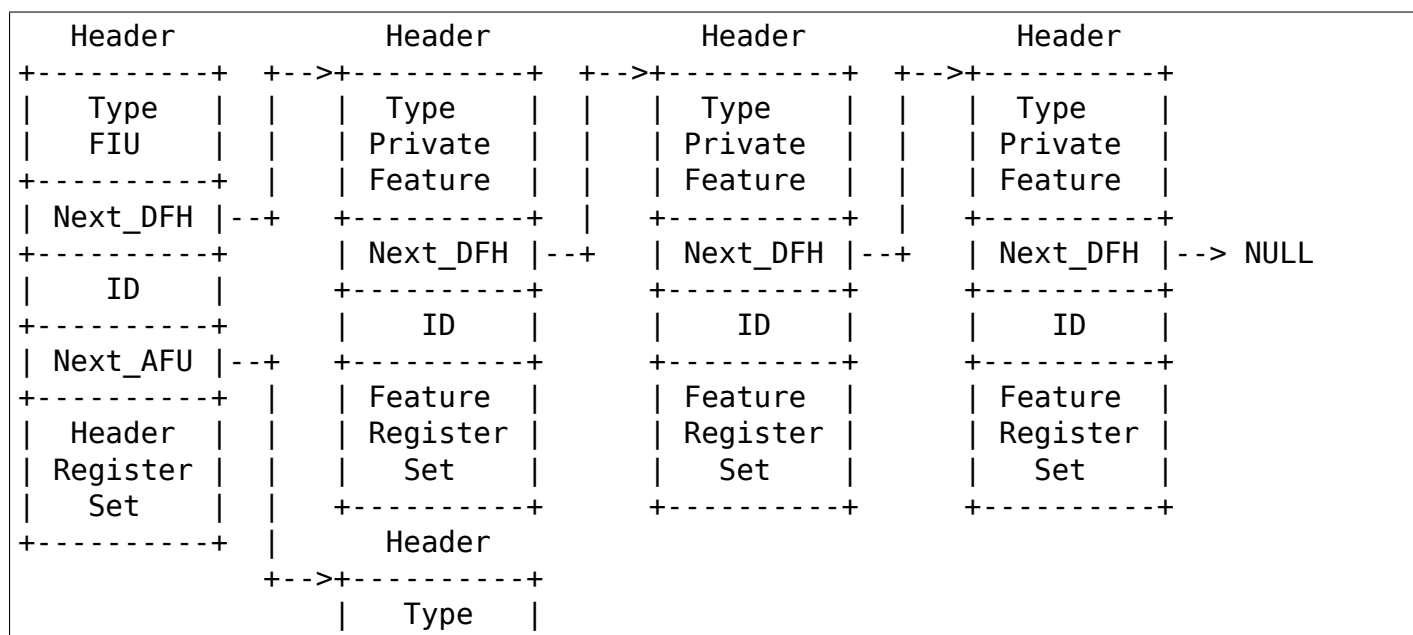 Header            Header            Header            Header
+----------+  +-->+----------+  +-->+----------+  +-->+----------+
|   Type   |  |   |  Type    |  |   |  Type    |  |   |  Type    |
|   FIU    |  |   | Private  |  |   | Private  |  |   | Private  |
+----------+  |   | Feature  |  |   | Feature  |  |   | Feature  |
| Next_DFH |--+   +----------+  |   +----------+  |   +----------+
+----------+      | Next_DFH |--+   | Next_DFH |--+   | Next_DFH |--> NULL
|    ID    |      +----------+      +----------+      +----------+
+----------+      |    ID    |      |    ID    |      |    ID    |
| Next_AFU |--+   +----------+      +----------+      +----------+
+----------+  |   | Feature  |      | Feature  |      | Feature  |
|  Header  |  |   | Register |      | Register |      | Register |
| Register |  |   |   Set    |      |   Set    |      |   Set    |
|   Set    |  |   +----------+      +----------+      +----------+
+----------+  |      Header
              +-->+----------+
                  |   Type   |